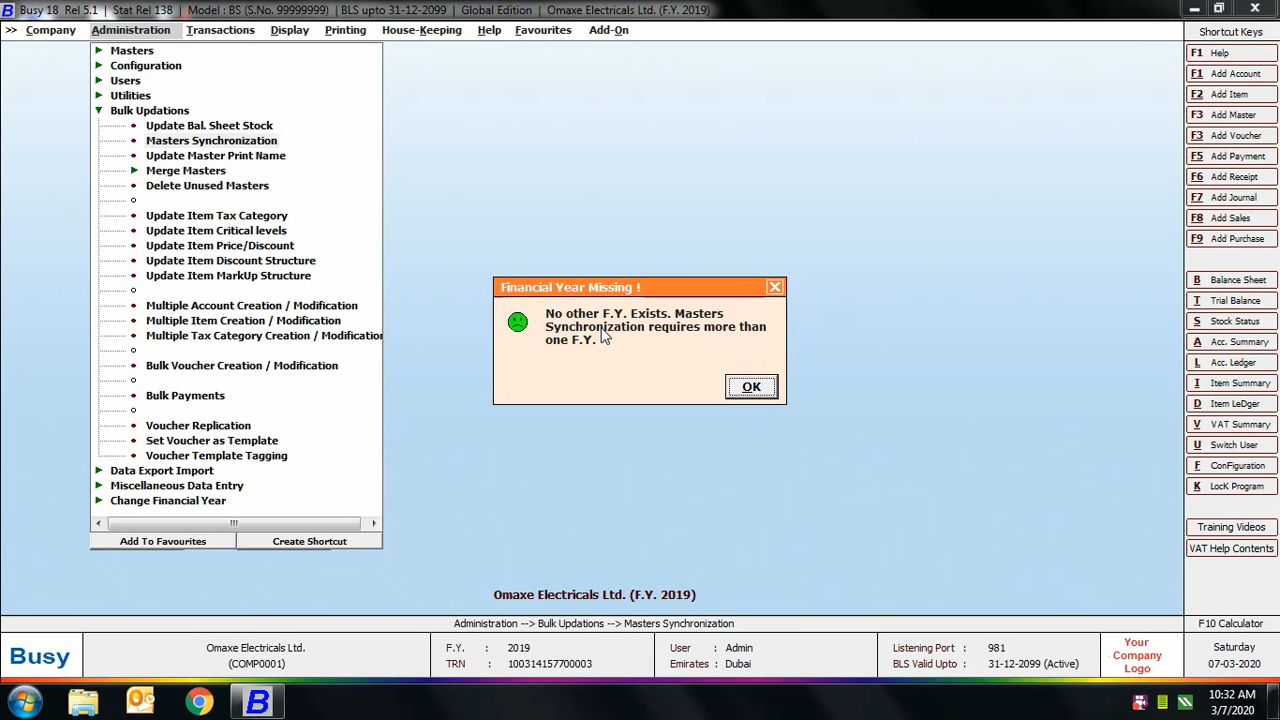 Busy 18 Rel 5.1 | Stat Rel 138 | Model : BS (S.No. 99999999) | BLS upto 31-12-2099 | Global Edition | Omaxe Electricals Ltd. (F.Y. 2019)
>> Company Administration Transactions Display Printing House-Keeping Help Favourites Add-On
Masters
Configuration
Users
Utilities
Bulk Updations
Update Bal. Sheet Stock
Masters Synchronization
Update Master Print Name
Merge Masters
Delete Unused Masters
Update Item Tax Category
Update Item Critical levels
Update Item Price/Discount
Update Item Discount Structure
Update Item MarkUp Structure
Multiple Account Creation / Modification
Multiple Item Creation / Modification
Multiple Tax Category Creation / Modificatio
Bulk Voucher Creation / Modification
Bulk Payments
Voucher Replication
Set Voucher as Template
Voucher Template Tagging
Data Export Import
Miscellaneous Data Entry
Change Financial Year
Add To Favourites Create Shortcut
Financial Year Missing !
No other F.Y. Exists. Masters
Synchronization requires more than
one F.Y.
OK
Omaxe Electricals Ltd. (F.Y. 2019)
Shortcut Keys
F1 Help
F1 Add Account
F2 Add Item
F3 Add Master
F3 Add Voucher
F5 Add Payment
F6 Add Receipt
F7 Add Journal
F8 Add Sales
F9 Add Purchase
B Balance Sheet
T Trial Balance
S Stock Status
A Acc. Summary
L Acc. Ledger
I Item Summary
D Item LeDger
V VAT Summary
U Switch User
F ConFiguration
K LocK Program
Training Videos
VAT Help Contents
Administration --> Bulk Updations --> Masters Synchronization
F10 Calculator
Busy
Omaxe Electricals Ltd.
(COMP0001)
F.Y. : 2019
TRN 100314157700003
User : Admin
Emirates : Dubai
Listening Port : 981
BLS Valid Upto : 31-12-2099 (Active)
Your
Company
Logo
Saturday
07-03-2020
10:32 AM
3/7/2020